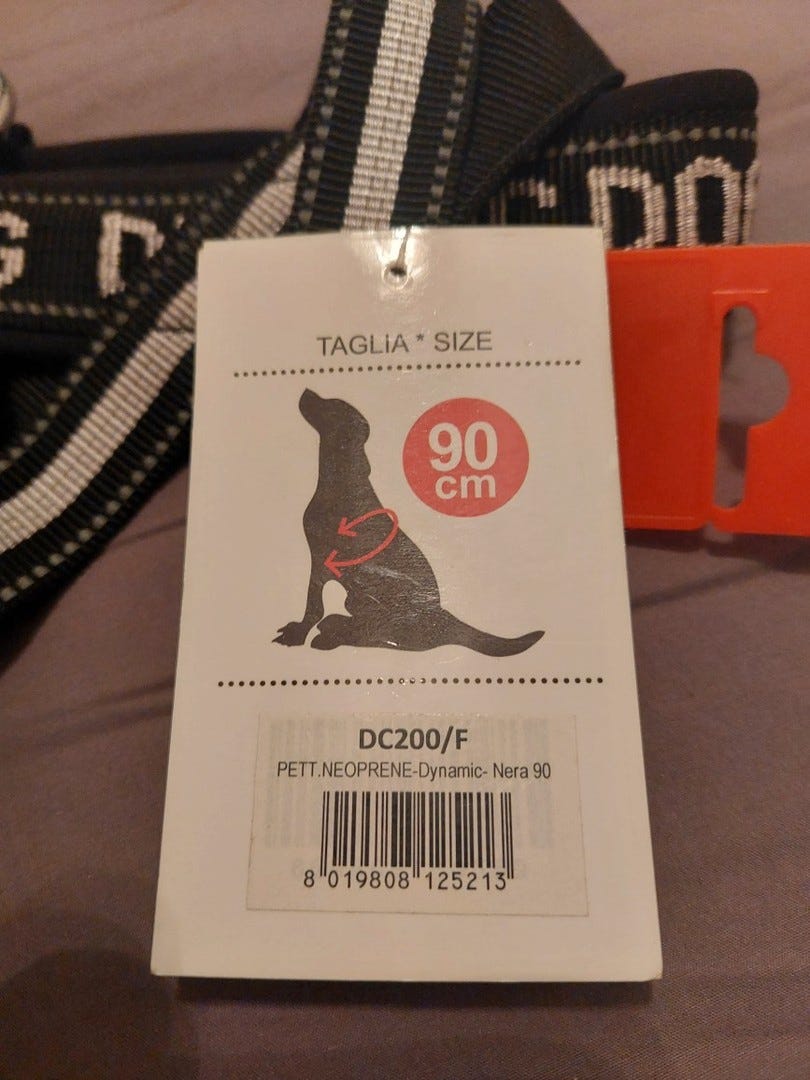 TAGLIA * SIZE
90
cm
DC200/F
PETT.NEOPRENE-Dynamic- Nera 90
8 019808 125213